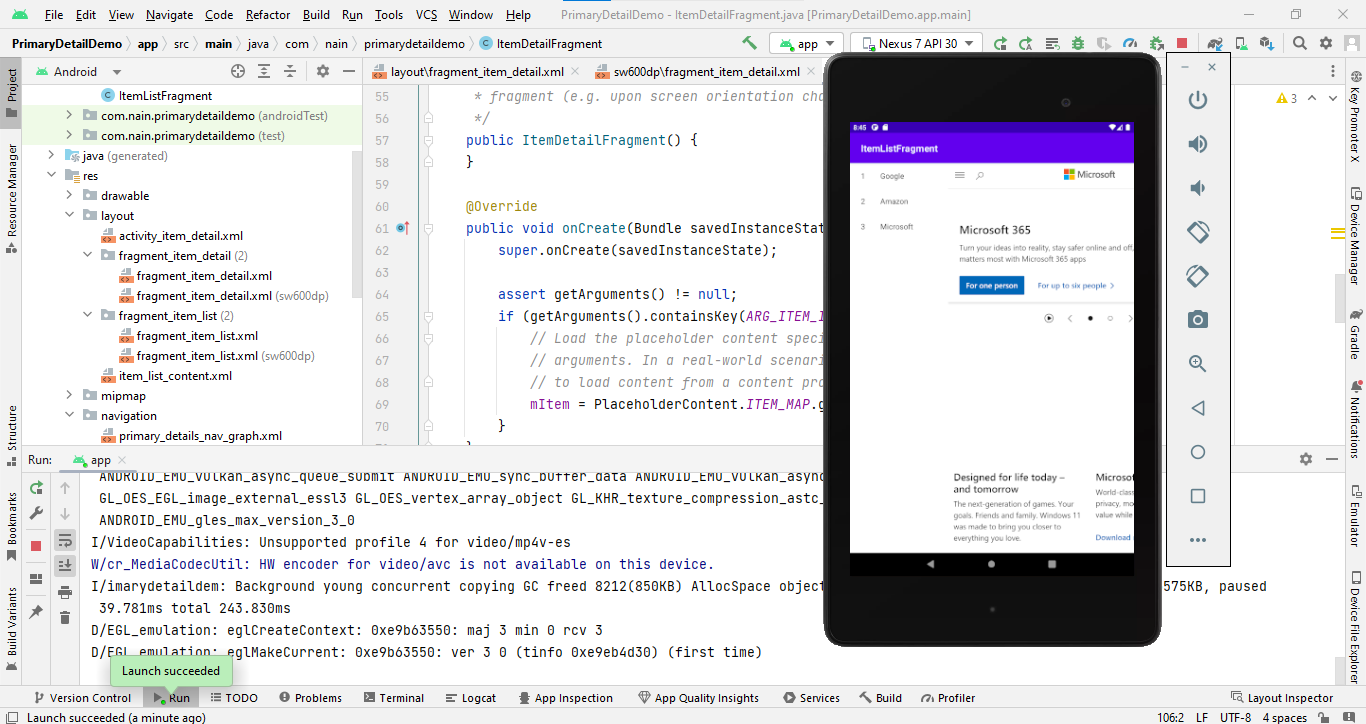 File Edit View Navigate Code Refactor Build Run Tools VCS Window Help PrimaryDetailDemo - ItemDetailFragment.java [PrimaryDetailDemo.app.main]
PrimaryDetailDemo app src main java com nain primarydetaildemo ItemDetailFragment app Nexus 7 API 30
Project
Resource Manager
Structure
Bookmarks
Build Variants
Android
ItemListFragment
com.nain.primarydetaildemo (androidTest)
com.nain.primarydetaildemo (test)
java (generated)
res
drawable
layout
activity_item_detail.xml
fragment_item_detail (2)
fragment_item_detail.xml
fragment_item_detail.xml (sw600dp)
fragment_item_list (2)
fragment_item_list.xml
fragment_item_list.xml (sw600dp)
item_list_content.xml
mipmap
navigation
primary_details_nav_graph.xml
layout\fragment_item_detail.xml sw600dp\fragment_item_detail.xml
55 * fragment (e.g. upon screen orientation cha
56 */
57 public ItemDetailFragment() {
58 }
59
60 @Override
61 public void onCreate(Bundle savedInstanceStat
62 super.onCreate(savedInstanceState);
63
64 assert getArguments() != null;
65 if (getArguments().containsKey(ARG_ITEM_I
66 // Load the placeholder content speci
67 // arguments. In a real-world scenari
68 // to load content from a content pro
69 mItem = PlaceholderContent.ITEM_MAP.g
70 }
3
8:45
ItemListFragment
1 Google
2 Amazon
3 Microsoft
Microsoft
Microsoft 365
Turn your ideas into reality, stay safer online and off,
matters most with Microsoft 365 apps
For one person For up to six people
Designed for life today –
and tomorrow
The next-generation of games. Your
goals. Friends and family. Windows 11
was made to bring you closer to
everything you love.
Microsof
World-class
privacy, mo
value while
Download
Key Promoter X
Device Manager
Gradle
Notifications
Emulator
Device File Explorer
Run: app
ANDROID_EMU_vulkan_async_queue_submit ANDROID_EMU_sync_buffer_data ANDROID_EMU_vulkan_asyn
GL_OES_EGL_image_external_essl3 GL_OES_vertex_array_object GL_KHR_texture_compression_astc_
ANDROID_EMU_gles_max_version_3_0
I/VideoCapabilities: Unsupported profile 4 for video/mp4v-es
W/cr_MediaCodecUtil: HW encoder for video/avc is not available on this device.
I/imarydetaildem: Background young concurrent copying GC freed 8212(850KB) AllocSpace object 575KB, paused
39.781ms total 243.830ms
D/EGL_emulation: eglCreateContext: 0xe9b63550: maj 3 min 0 rcv 3
D/EGL_emulation: eglMakeCurrent: 0xe9b63550: ver 3 0 (tinfo 0xe9eb4d30) (first time)
Launch succeeded
Version Control Run TODO Problems Terminal Logcat App Inspection App Quality Insights Services Build Profiler Layout Inspector
Launch succeeded (a minute ago) 106:2 LF UTF-8 4 spaces